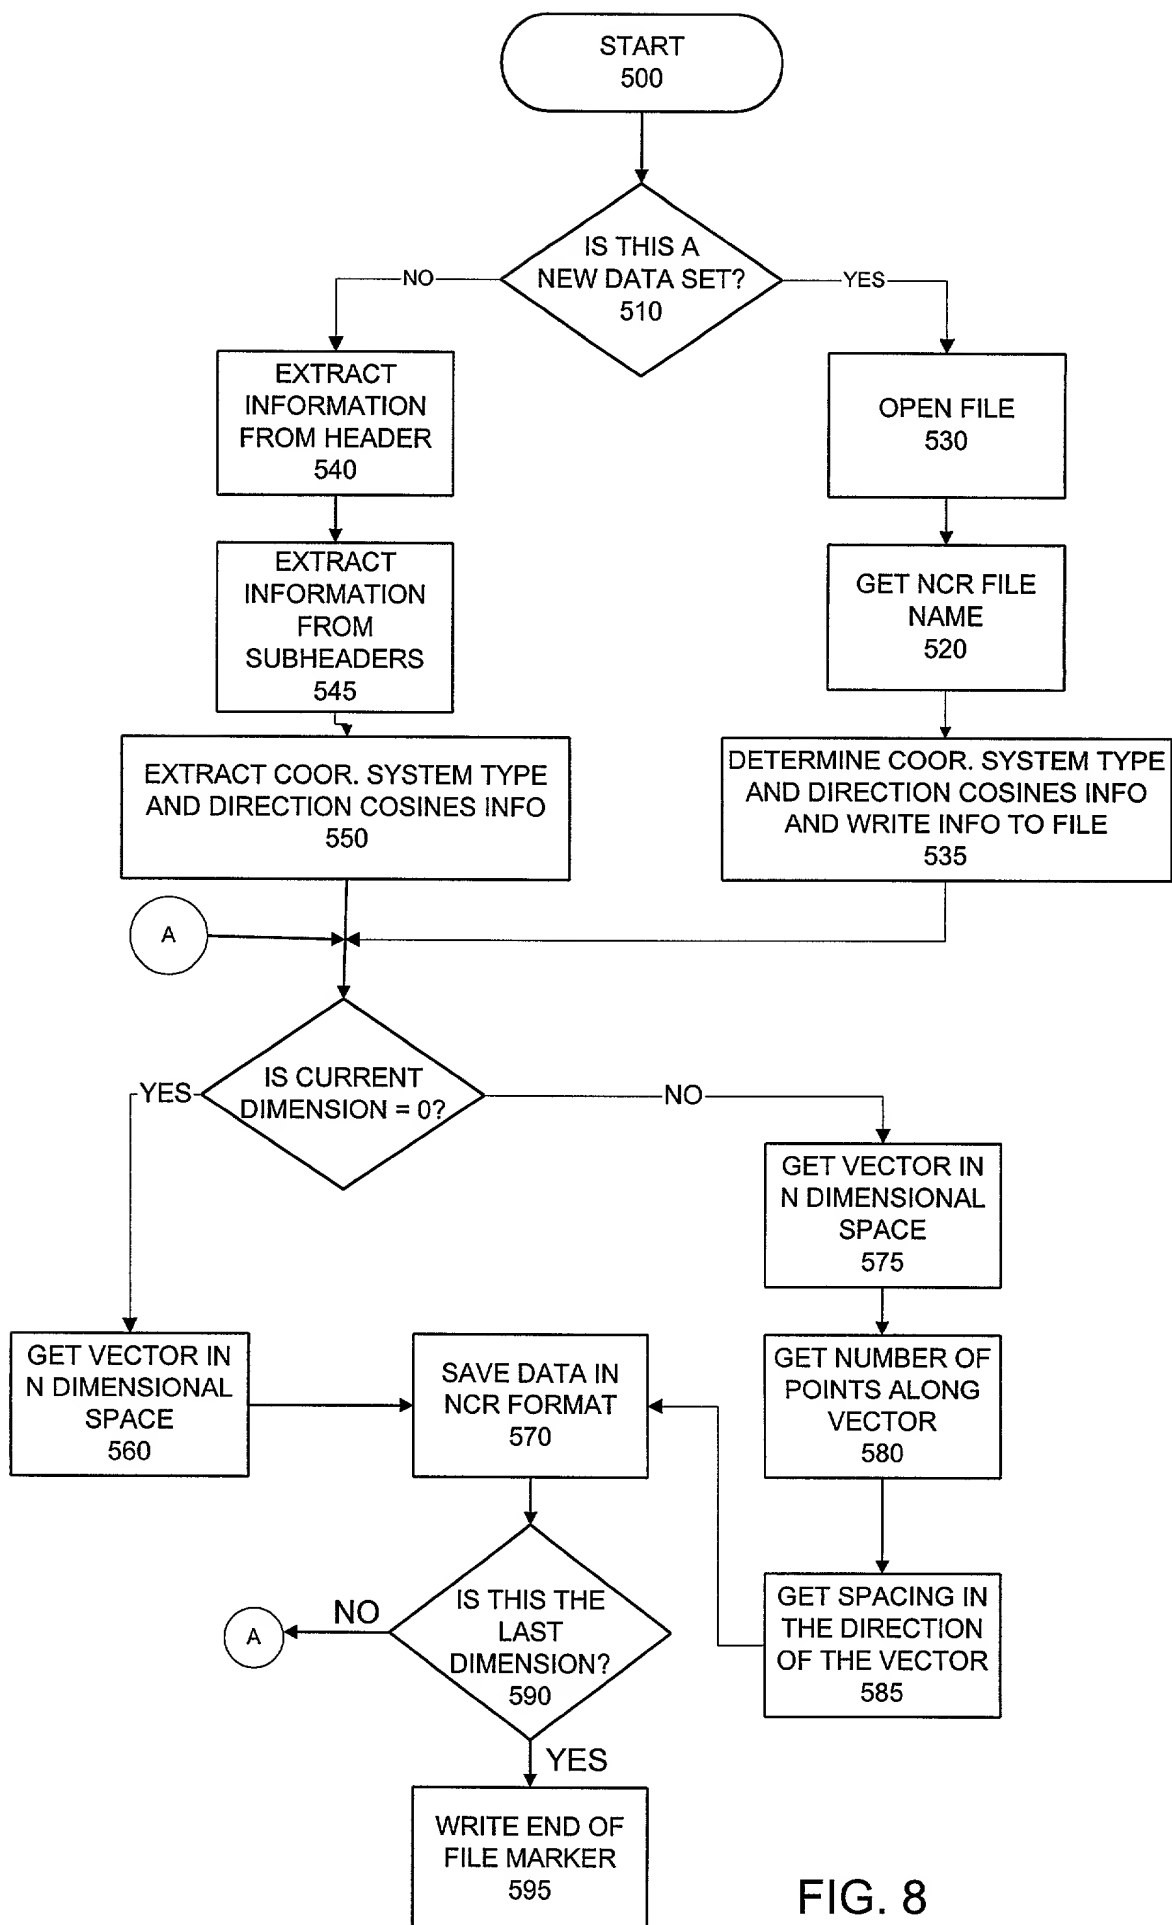 START
500
IS THIS A
NEW DATA SET?
510
NO
YES
EXTRACT
INFORMATION
FROM HEADER
540
OPEN FILE
530
EXTRACT
INFORMATION
FROM
SUBHEADERS
545
GET NCR FILE
NAME
520
EXTRACT COOR. SYSTEM TYPE
AND DIRECTION COSINES INFO
550
DETERMINE COOR. SYSTEM TYPE
AND DIRECTION COSINES INFO
AND WRITE INFO TO FILE
535
A
IS CURRENT
DIMENSION = 0?
YES
NO
GET VECTOR IN
N DIMENSIONAL
SPACE
575
GET VECTOR IN
N DIMENSIONAL
SPACE
560
SAVE DATA IN
NCR FORMAT
570
GET NUMBER OF
POINTS ALONG
VECTOR
580
GET SPACING IN
THE DIRECTION
OF THE VECTOR
585
IS THIS THE
LAST
DIMENSION?
590
NO
A
YES
WRITE END OF
FILE MARKER
595
FIG. 8